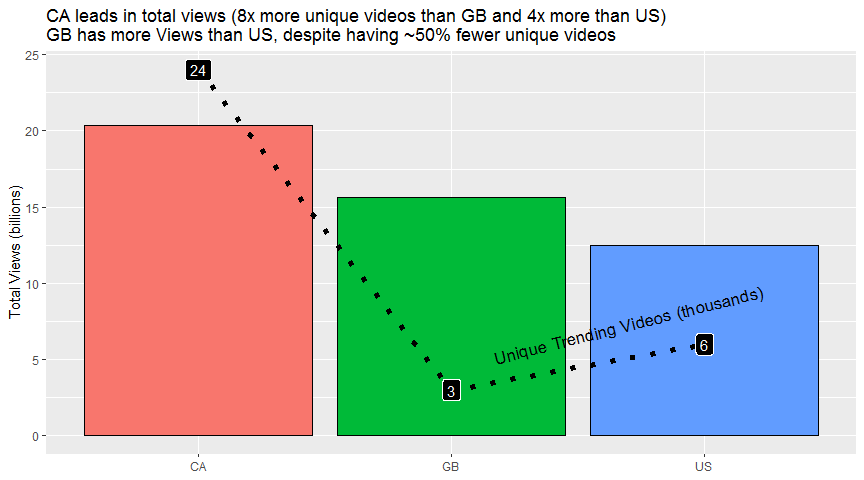 CA leads in total views (8x more unique videos than GB and 4x more than US)
GB has more Views than US, despite having ~50% fewer unique videos
25
24
20
15
10
Unique Trending Videos (thousands)
5
6
3
0
Total Views (billions)
CA GB US